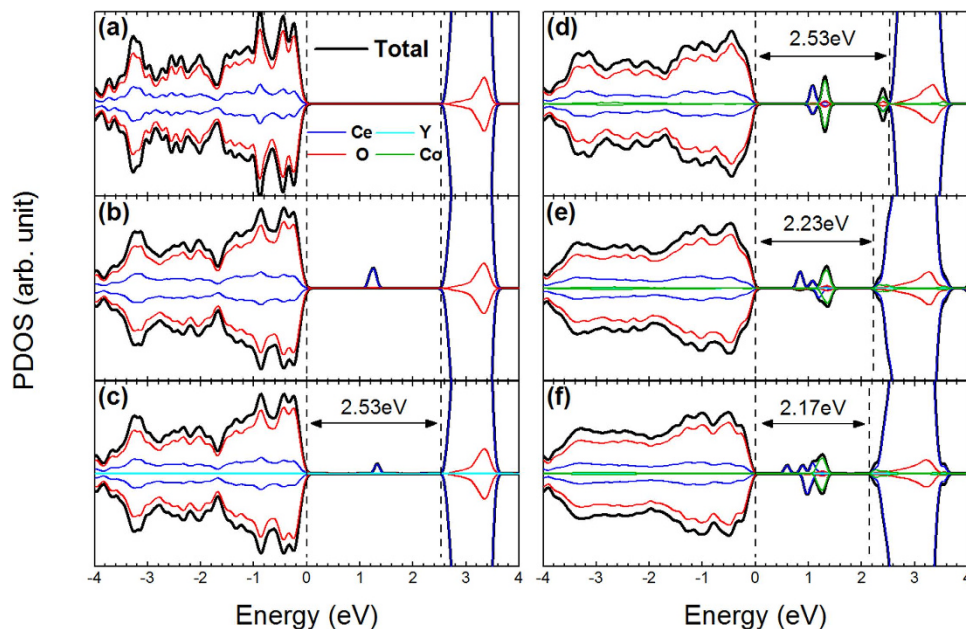 (a)
Total
Ce Y
O Co
(b)
(c)
2.53eV
-4 -3 -2 -1 0 1 2 3 4
Energy (eV)
PDOS (arb. unit)
(d)
2.53eV
(e)
2.23eV
(f)
2.17eV
-4 -3 -2 -1 0 1 2 3 4
Energy (eV)